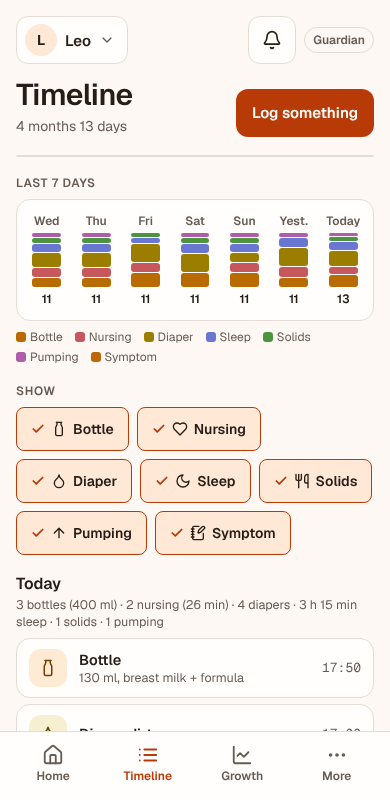 L Leo
Guardian
Timeline
4 months 13 days
Log something
LAST 7 DAYS
Wed Thu Fri Sat Sun Yest. Today
11 11 11 11 11 11 13
Bottle Nursing Diaper Sleep Solids
Pumping Symptom
SHOW
Bottle Nursing
Diaper Sleep Solids
Pumping Symptom
Today
3 bottles (400 ml) · 2 nursing (26 min) · 4 diapers · 3 h 15 min
sleep · 1 solids · 1 pumping
Bottle
130 ml, breast milk + formula
17:50
Home Timeline Growth More